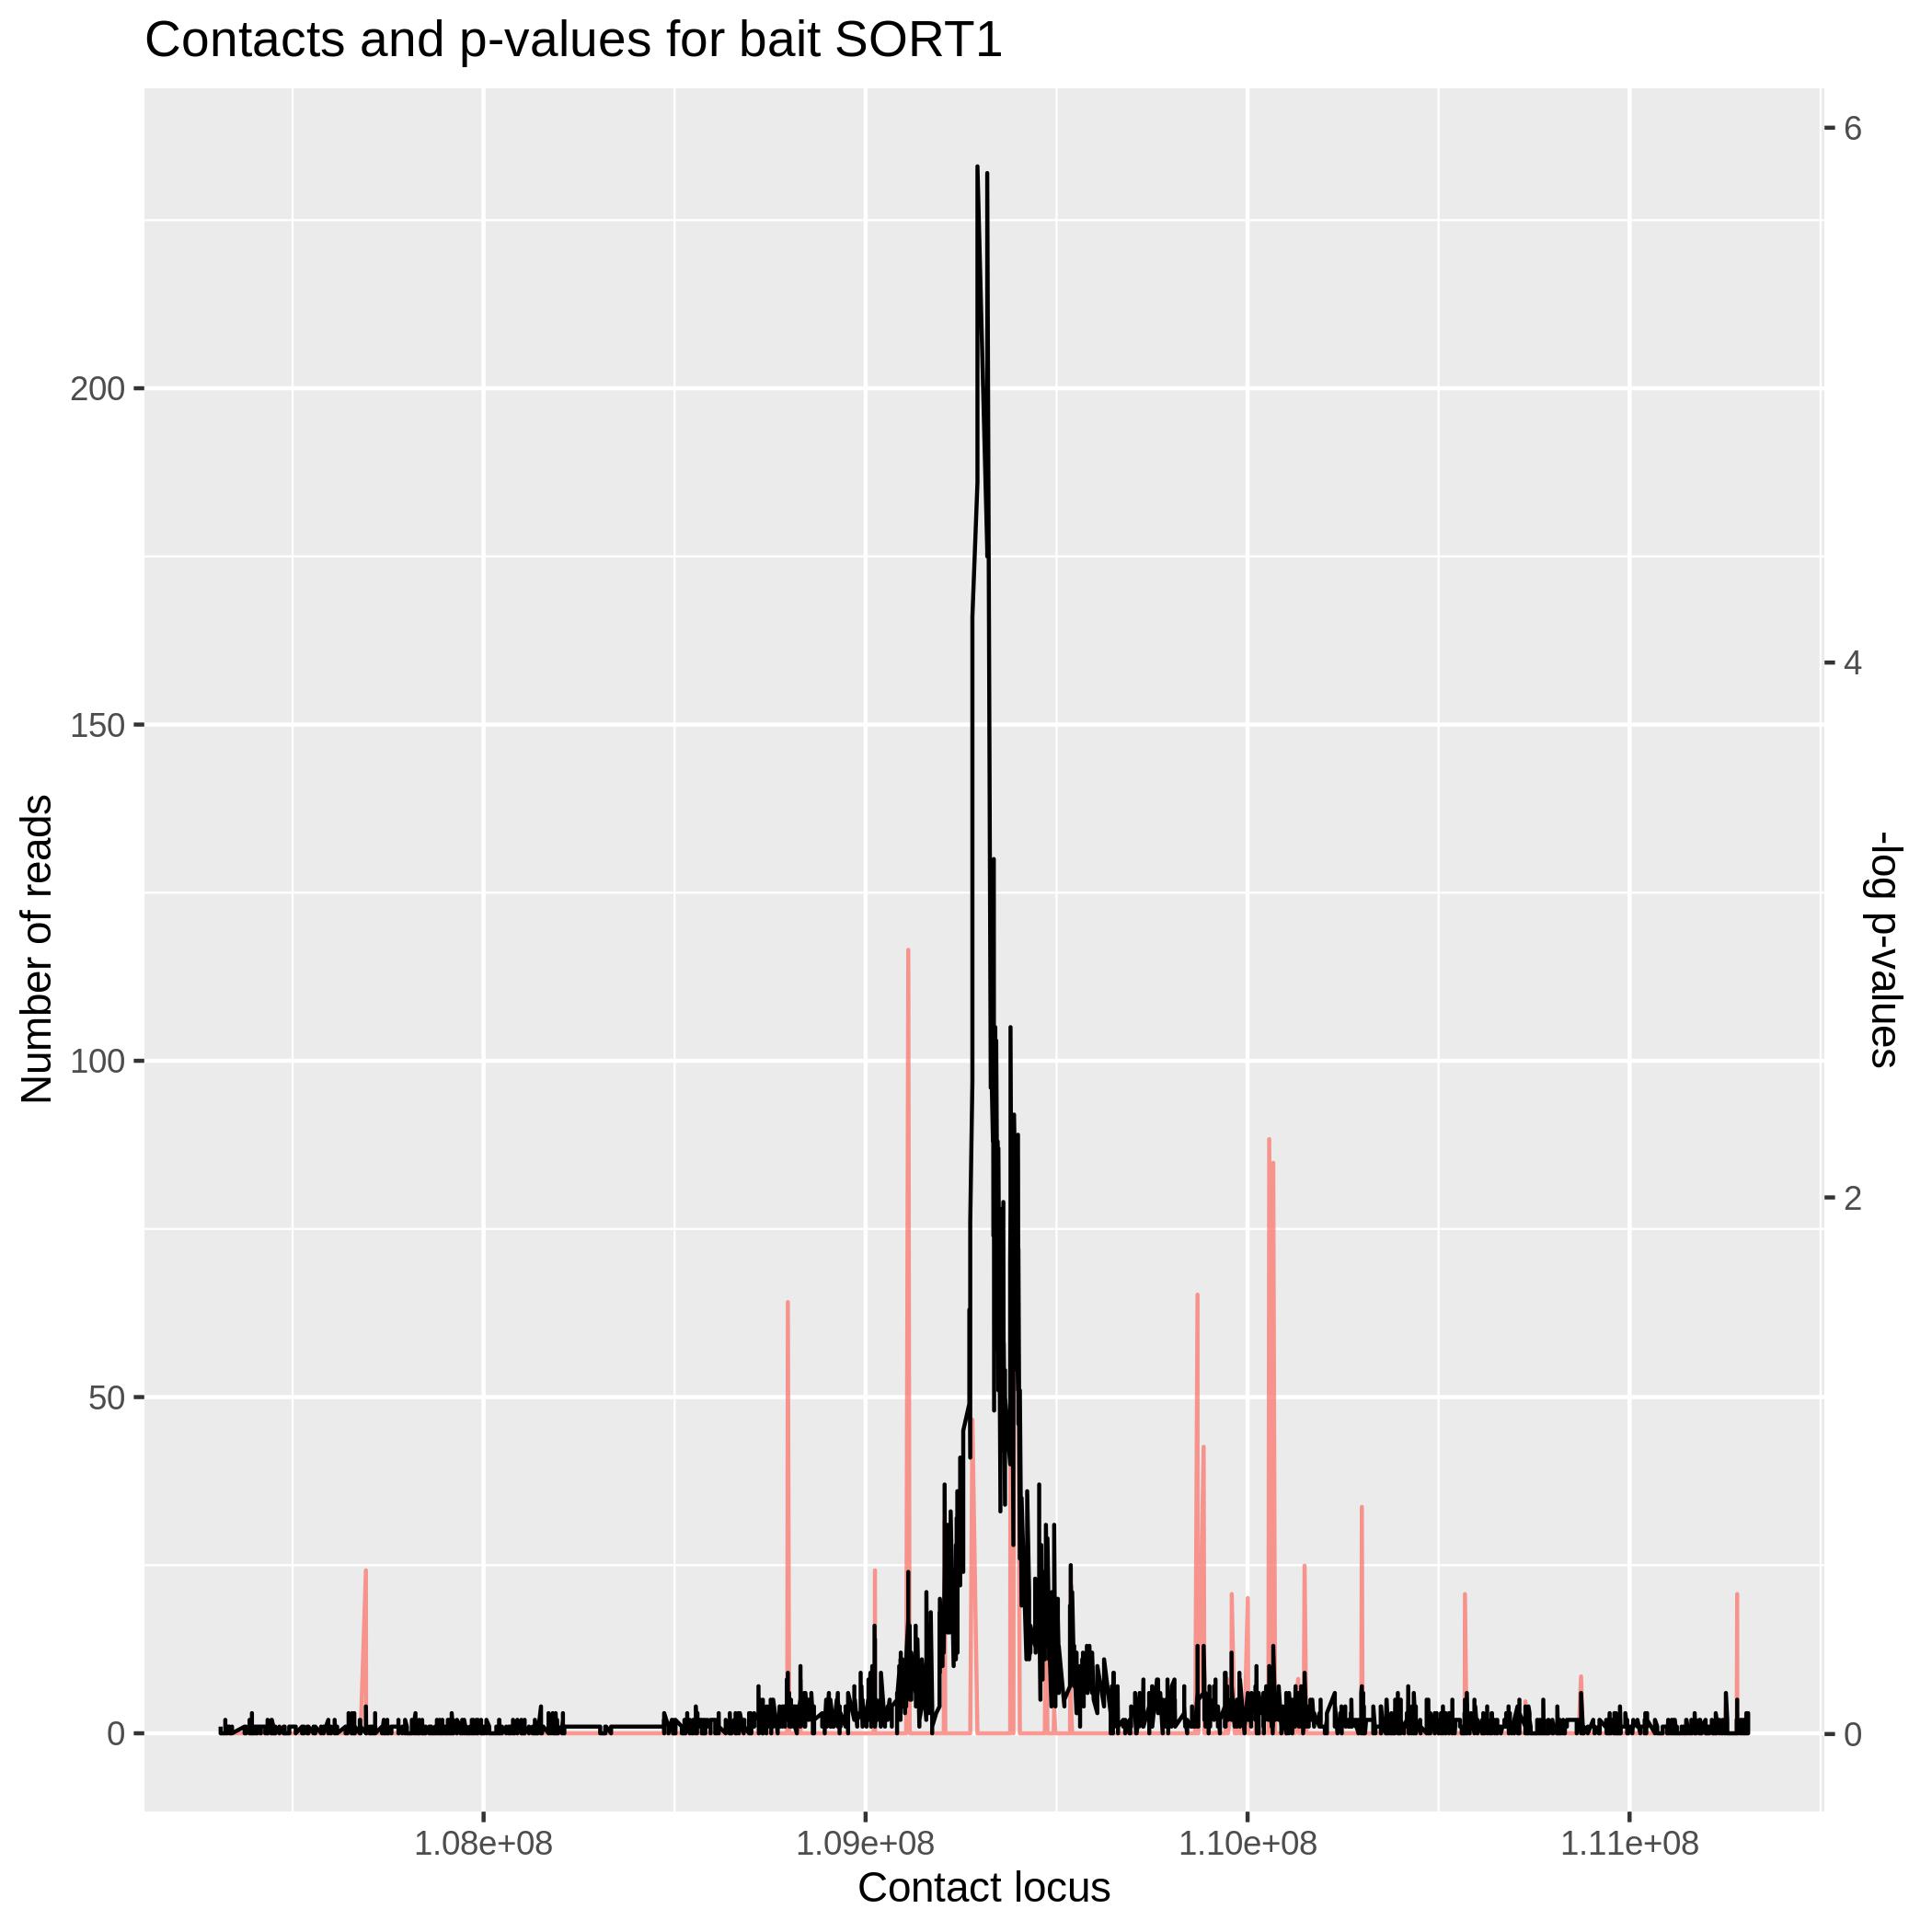 Contacts and p-values for bait SORT1
6
200
4
150
Number of reads
-log p-values
100
2
50
0
0
1.08e+08
1.09e+08
1.10e+08
1.11e+08
Contact locus